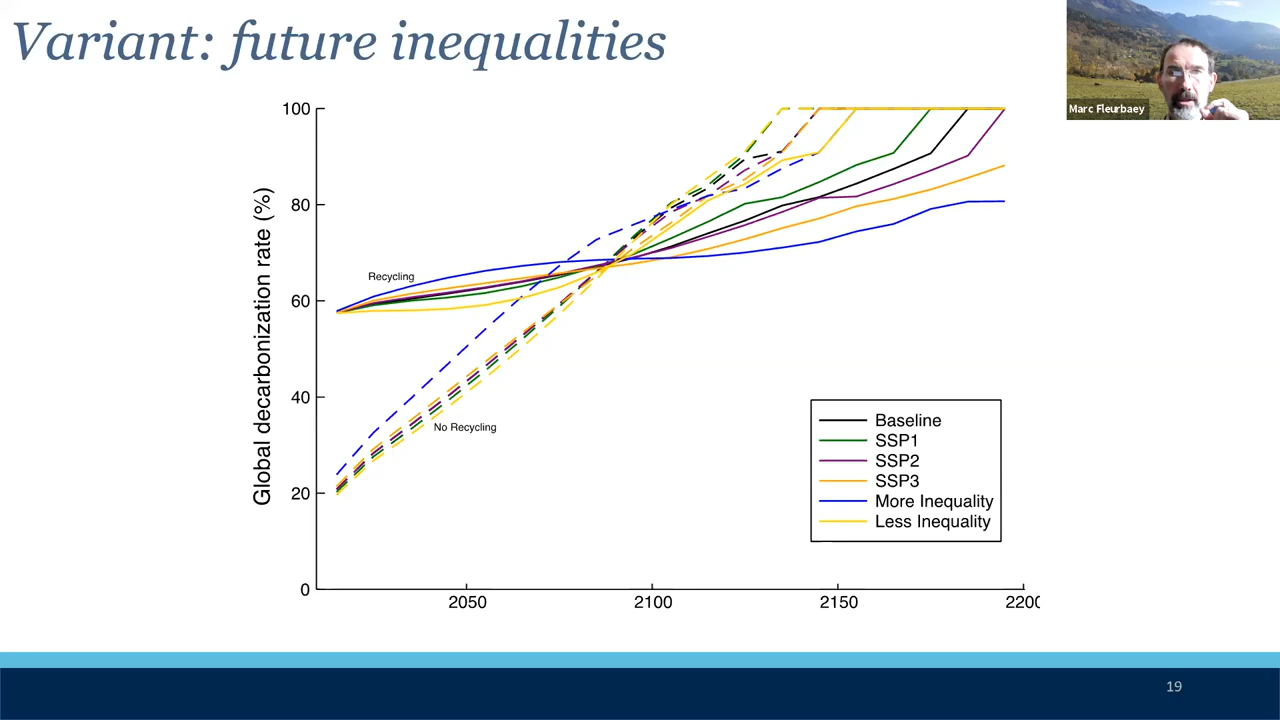 Variant: future inequalities
Marc Fleurbaey
Global decarbonization rate (%)
100
80
60
40
20
0
Recycling
No Recycling
Baseline
SSP1
SSP2
SSP3
More Inequality
Less Inequality
2050
2100
2150
2200
19